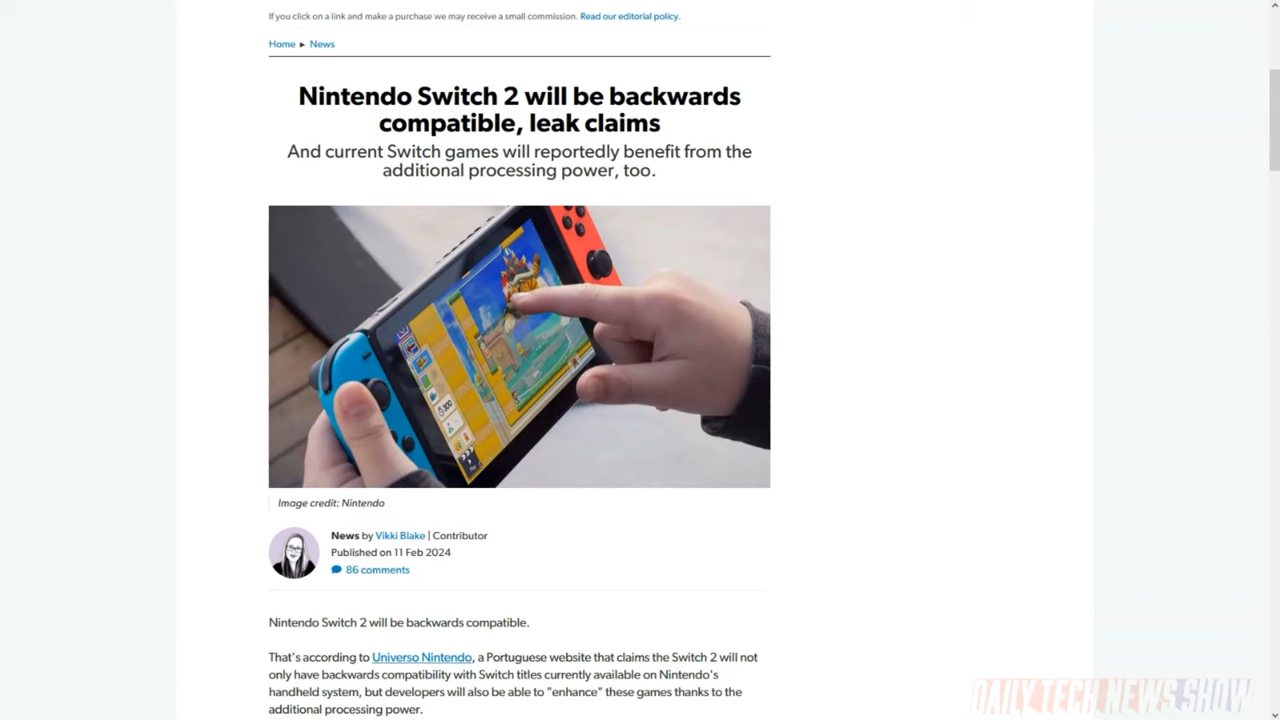 If you click on a link and make a purchase we may receive a small commission. Read our editorial policy.
Home ► News
Nintendo Switch 2 will be backwards
compatible, leak claims
And current Switch games will reportedly benefit from the
additional processing power, too.
300
Image credit: Nintendo
News by Vikki Blake | Contributor
Published on 11 Feb 2024
86 comments
Nintendo Switch 2 will be backwards compatible.
That's according to Universo Nintendo, a Portuguese website that claims the Switch 2 will not
only have backwards compatibility with Switch titles currently available on Nintendo's
handheld system, but developers will also be able to "enhance" these games thanks to the
additional processing power.
DAILY TECH NEWS SHOW